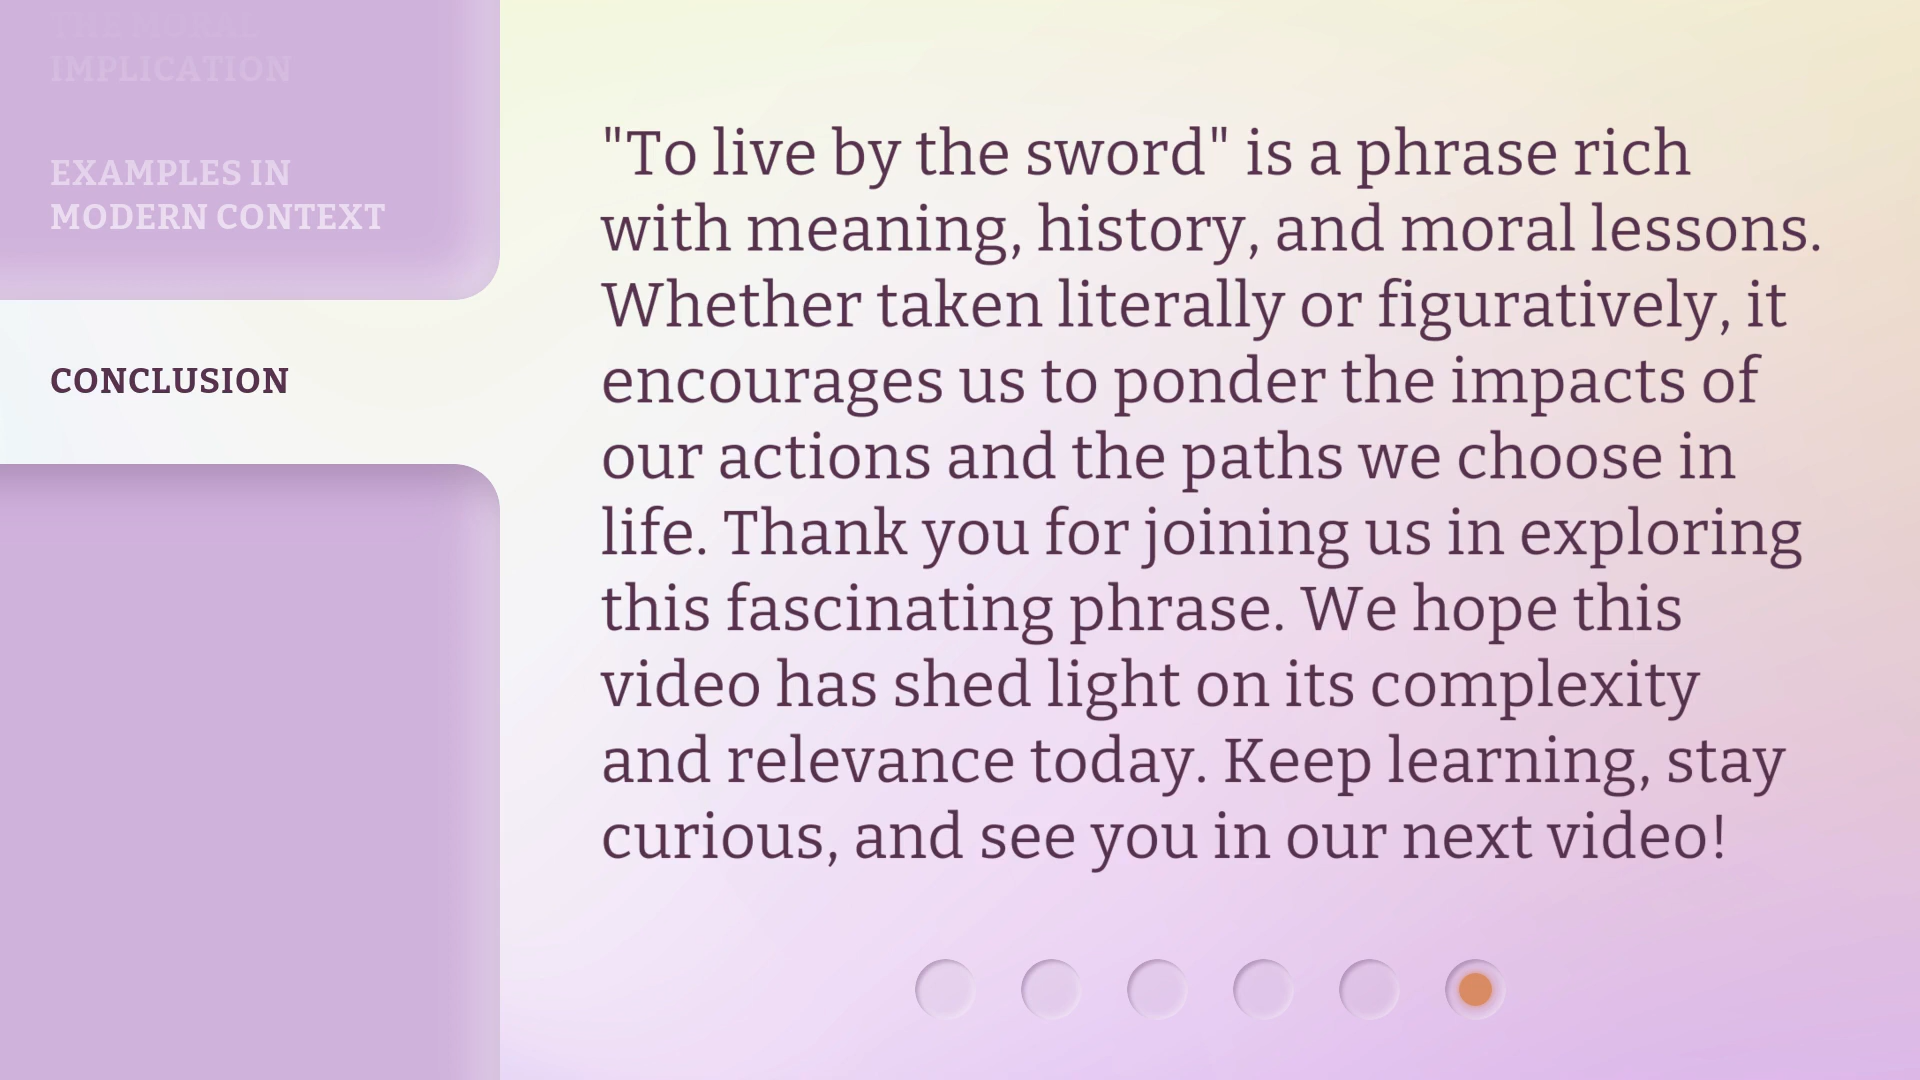 THE MORAL
IMPLICATION
EXAMPLES IN
MODERN CONTEXT
CONCLUSION
"To live by the sword" is a phrase rich
with meaning, history, and moral lessons.
Whether taken literally or figuratively, it
encourages us to ponder the impacts of
our actions and the paths we choose in
life. Thank you for joining us in exploring
this fascinating phrase. We hope this
video has shed light on its complexity
and relevance today. Keep learning, stay
curious, and see you in our next video!